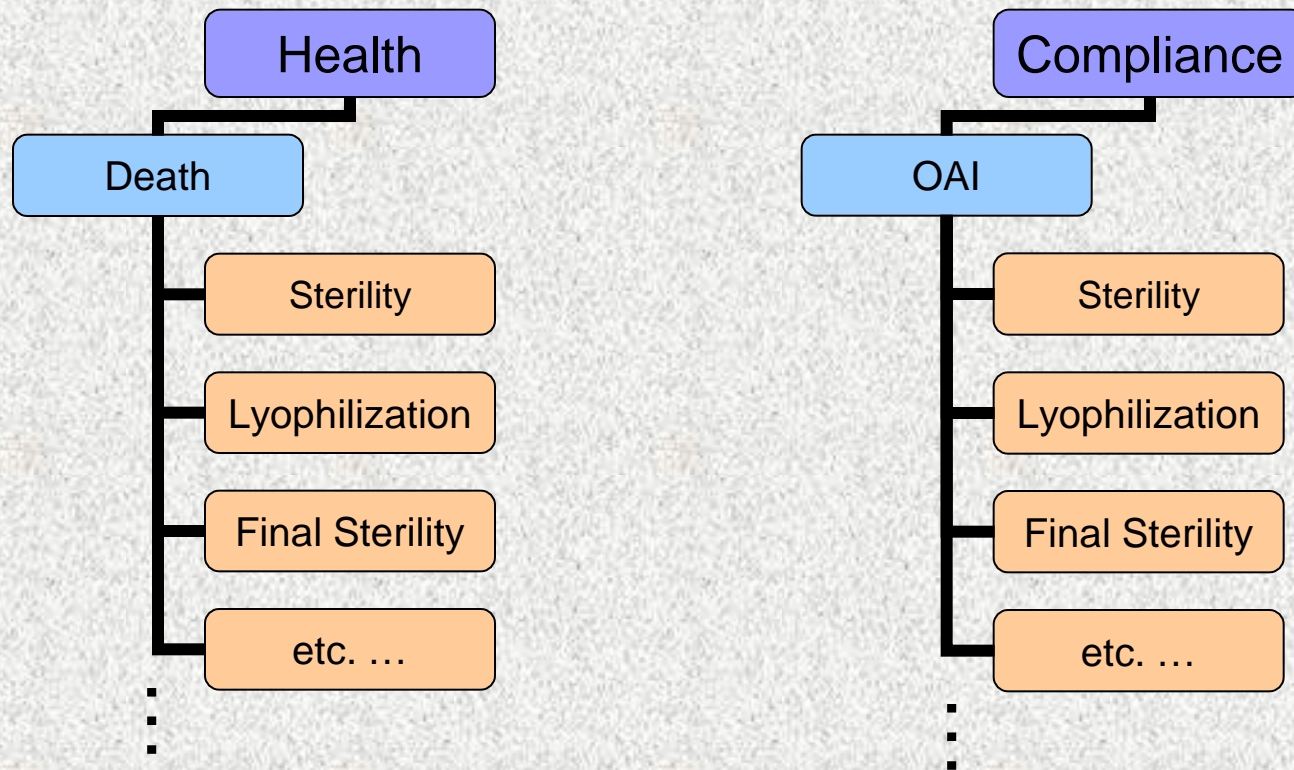 Health
Death
Sterility
Lyophilization
Final Sterility
etc. …
Compliance
OAI
Sterility
Lyophilization
Final Sterility
etc. …